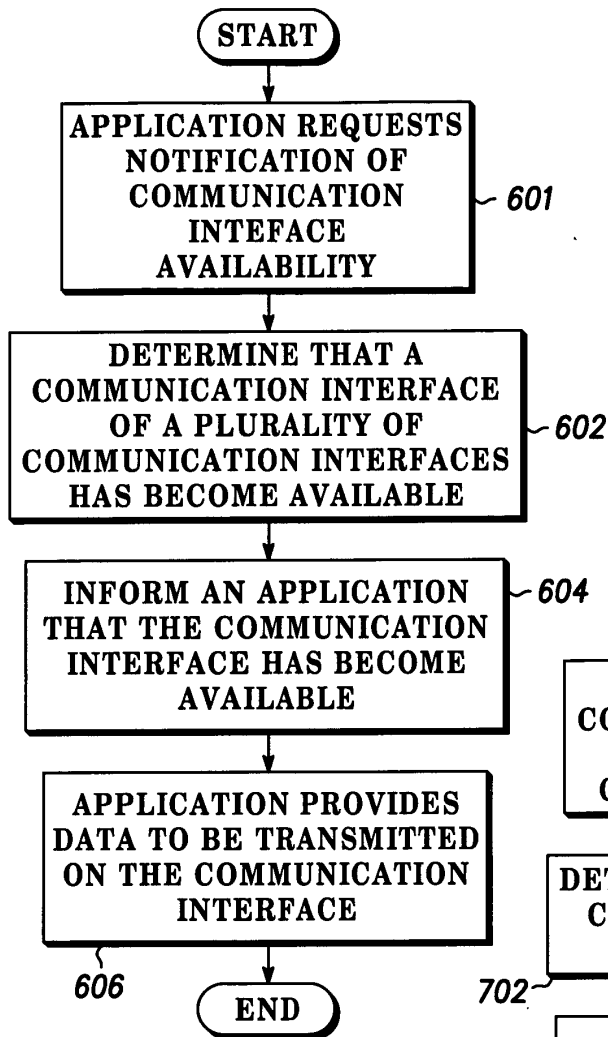 START
APPLICATION REQUESTS
NOTIFICATION OF
COMMUNICATION
INTEFACE
AVAILABILITY
601
DETERMINE THAT A
COMMUNICATION INTERFACE
OF A PLURALITY OF
COMMUNICATION INTERFACES
HAS BECOME AVAILABLE
602
INFORM AN APPLICATION
THAT THE COMMUNICATION
INTERFACE HAS BECOME
AVAILABLE
604
APPLICATION PROVIDES
DATA TO BE TRANSMITTED
ON THE COMMUNICATION
INTERFACE
606
END
CO
C
DET
C
702